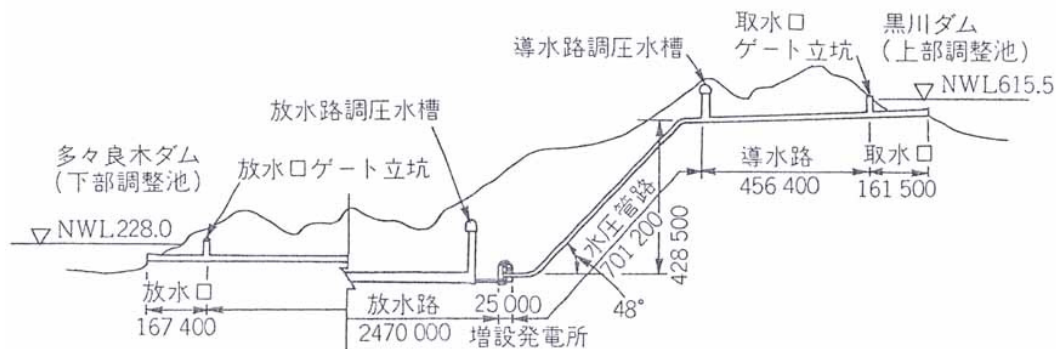 取水口
ゲート立坑
黒川ダム
(上部調整池)
導水路調圧水槽
NWL615.5
放水路調圧水槽
多々良木ダム
(下部調整池)
放水口ゲート立坑
導水路
取水口
456 400
161 500
NWL228.0
水圧管路
701 200
428 500
48°
放水口
167 400
放水路
2470 000
25 000
増設発電所